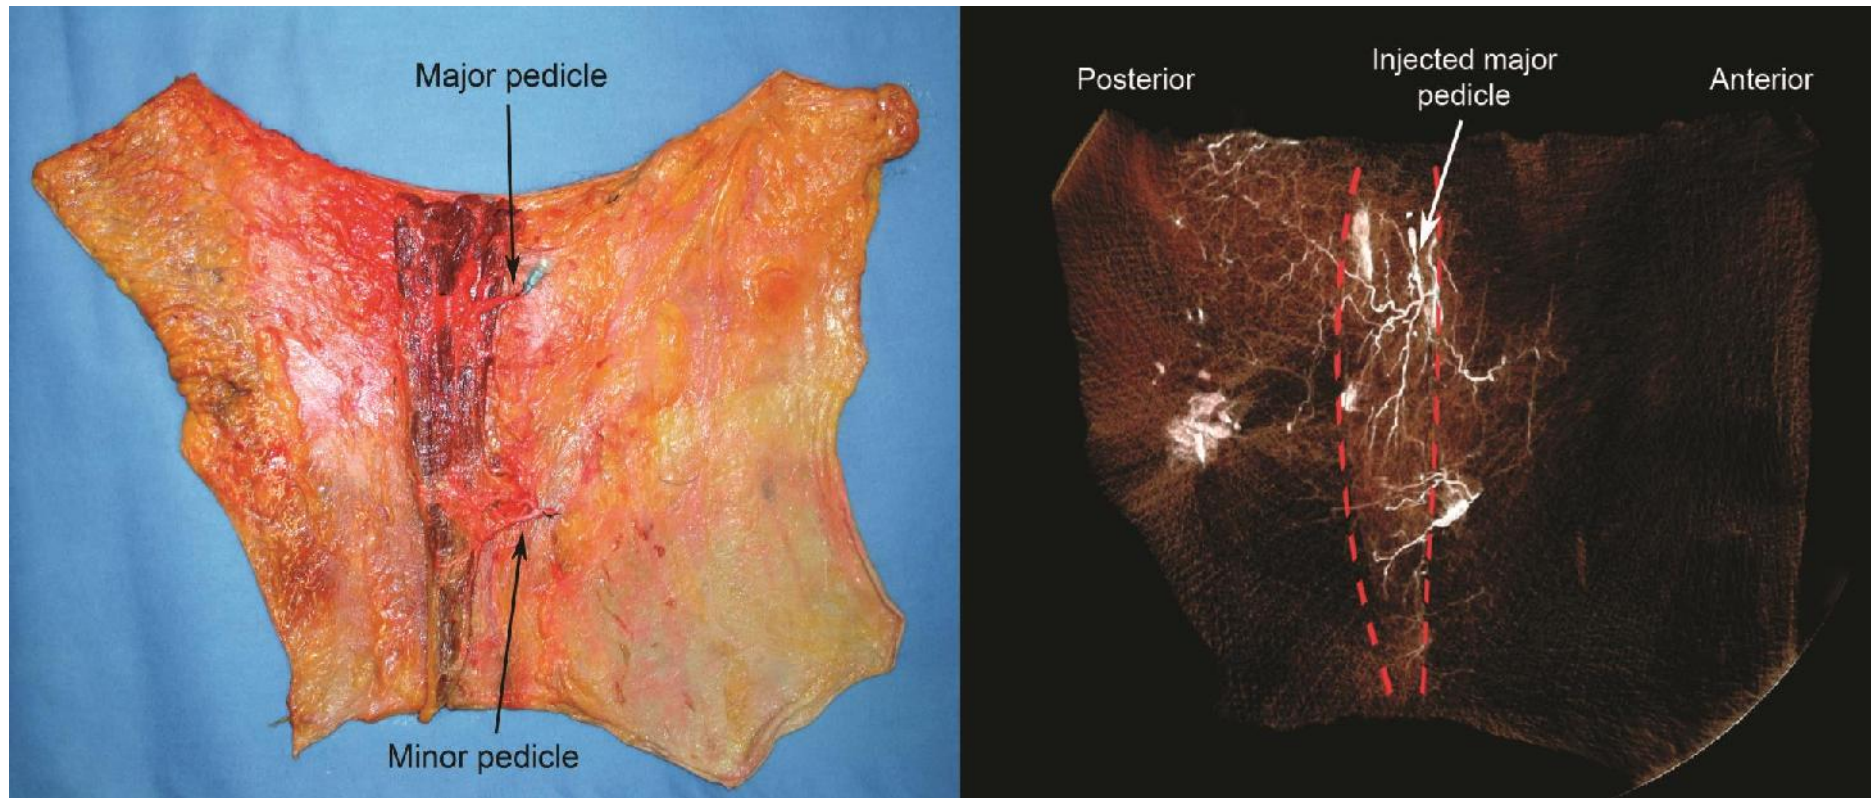 Major pedicle
Minor pedicle
Posterior
Injected major
pedicle
Anterior